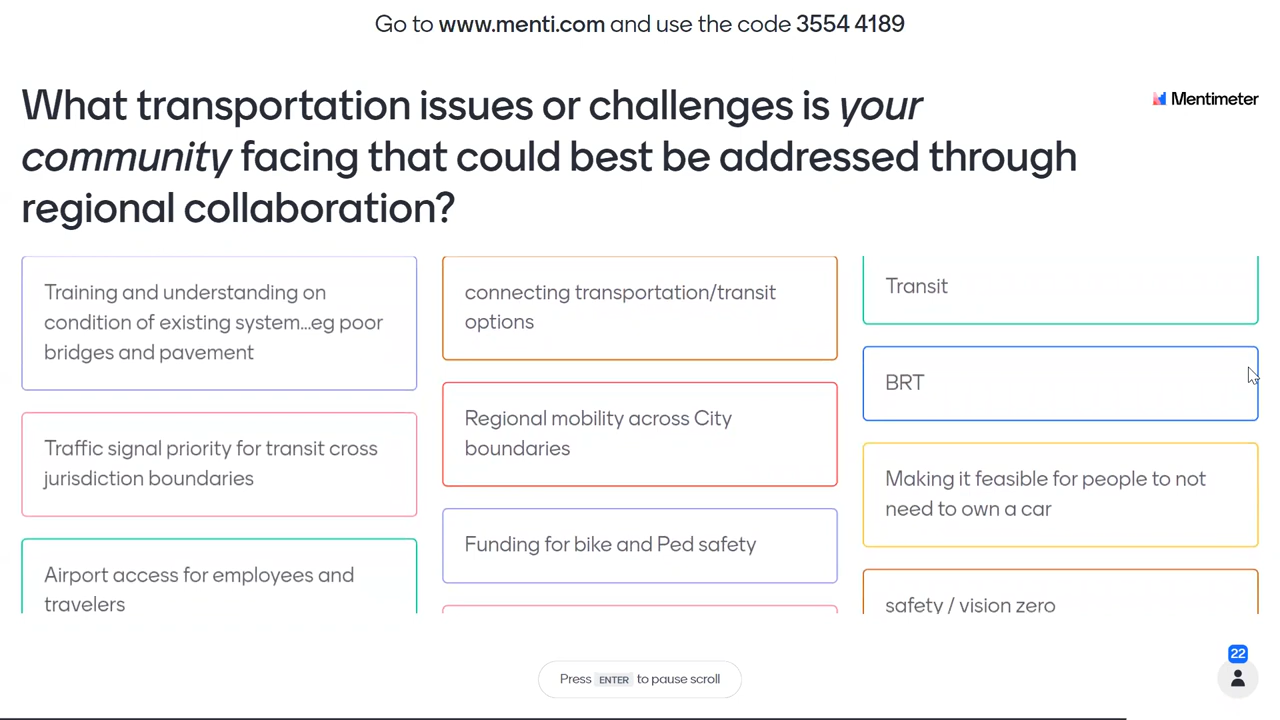 Go to www.menti.com and use the code 3554 4189
What transportation issues or challenges is your
community facing that could best be addressed through
regional collaboration?
Mentimeter
Training and understanding on
condition of existing system...eg poor
bridges and pavement
Traffic signal priority for transit cross
jurisdiction boundaries
Airport access for employees and
travelers
connecting transportation/transit
options
Regional mobility across City
boundaries
Funding for bike and Ped safety
Transit
BRT
Making it feasible for people to not
need to own a car
safety / vision zero
Press ENTER to pause scroll
22